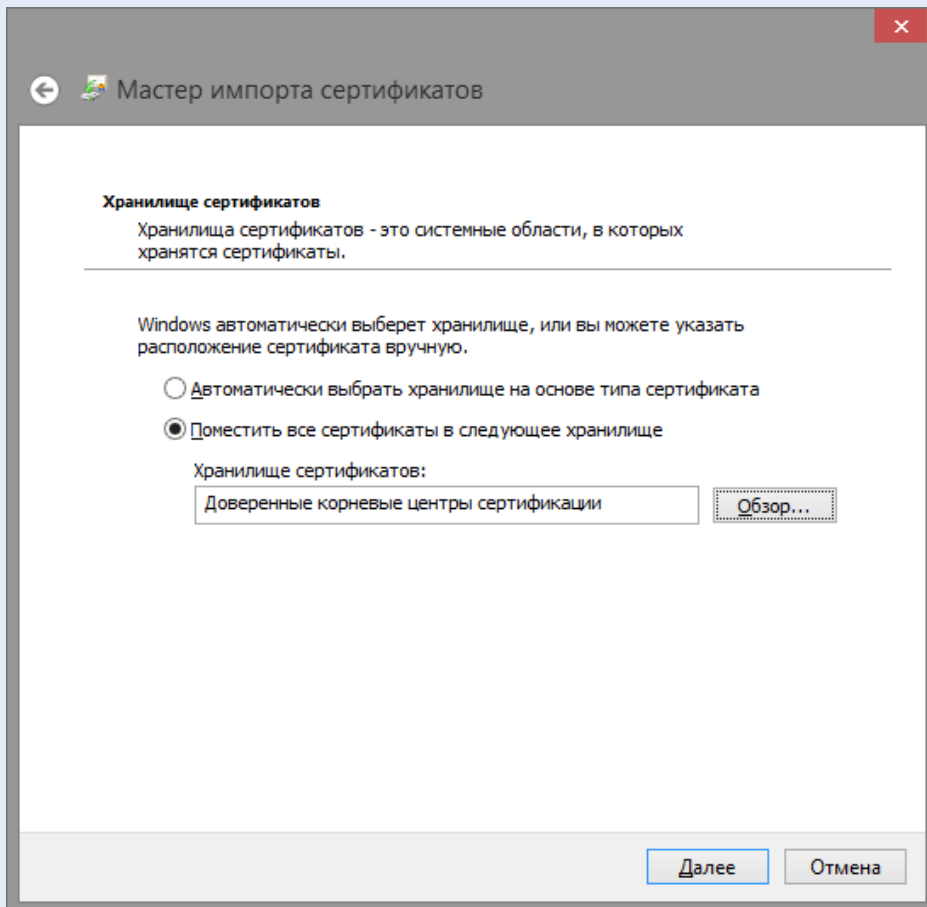 Мастер импорта сертификатов
Хранилище сертификатов
Хранилища сертификатов - это системные области, в которых
хранятся сертификаты.
Windows автоматически выберет хранилище, или вы можете указать
расположение сертификата вручную.
Автоматически выбрать хранилище на основе типа сертификата
Поместить все сертификаты в следующее хранилище
Хранилище сертификатов:
Доверенные корневые центры сертификации
Обзор...
Далее
Отмена